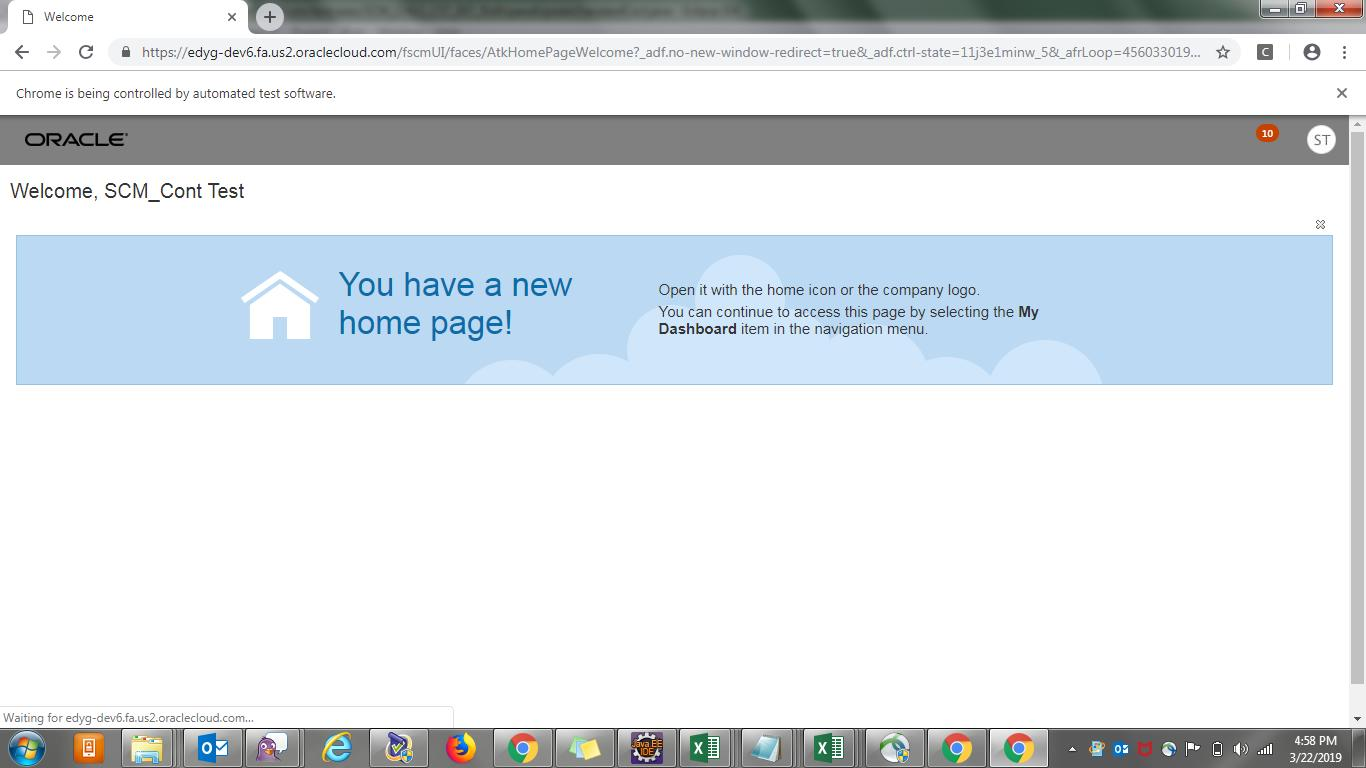 Welcome
https://edyg-dev6.fa.us2.oraclecloud.com/fscmUI/faces/AtkHomePageWelcome?_adf.no-new-window-redirect=true&_adf.ctrl-state=11j3e1minw_5&_afrLoop=456033019...
C
Chrome is being controlled by automated test software.
ORACLE
10
ST
Welcome, SCM_Cont Test
You have a new
home page!
Open it with the home icon or the company logo.
You can continue to access this page by selecting the My
Dashboard item in the navigation menu.
Waiting for edyg-dev6.fa.us2.oraclecloud.com...
Java EE
IDE
4:58 PM
3/22/2019